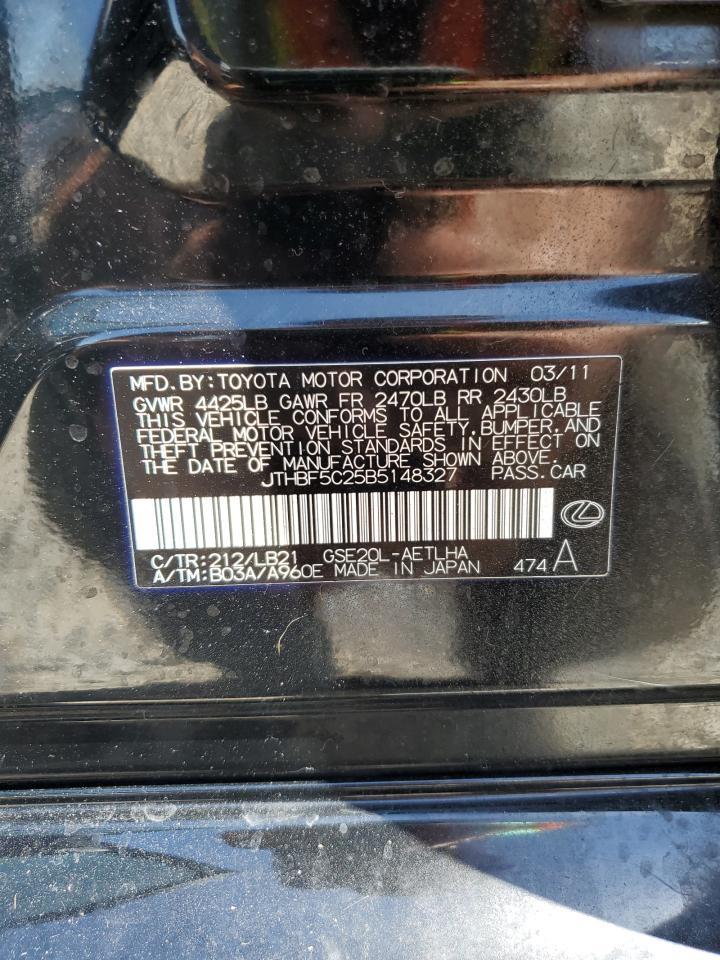 MFD. BY: TOYOTA MOTOR CORPORATION 03/11
GVWR 4425LB GAWR FR 2470LB RR 2430LB
THIS VEHICLE CONFORMS TO ALL APPLICABLE
FEDERAL MOTOR VEHICLE SAFETY, BUMPER, AND
THEFT PREVENTION STANDARDS IN EFFECT ON
THE DATE OF MANUFACTURE SHOWN ABOVE.
JTHBF5C25B5148327 PASS. CAR
C/TR: 212/LB21 GSE20L-AETLHA
A/TM: B03A/A960E MADE IN JAPAN 474 A